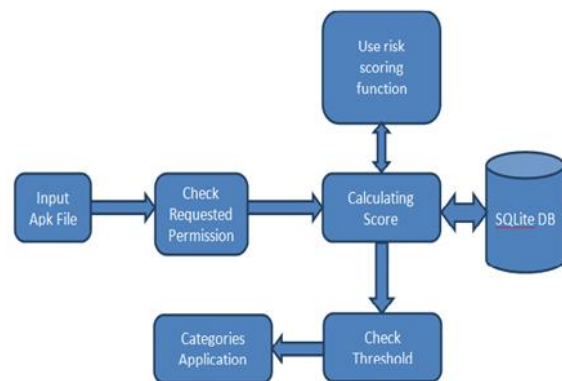 Use risk
scoring
function
Input
Apk File
Check
Requested
Permission
Calculating
Score
SQLite DB
Categories
Application
Check
Threshold